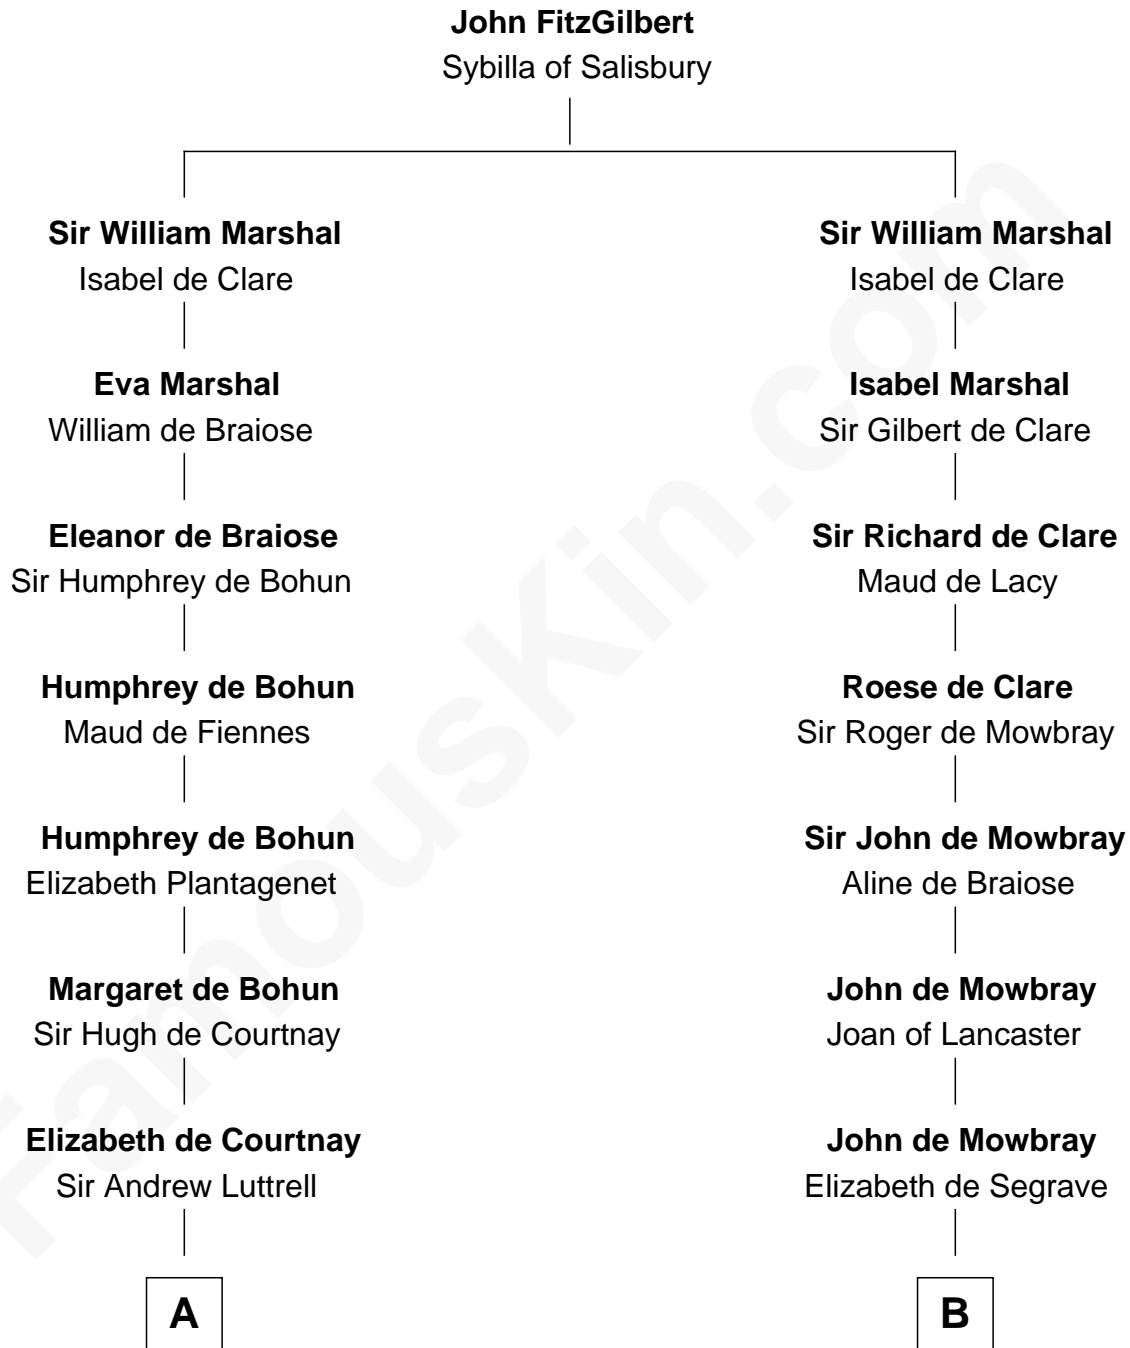 John FitzGilbert
Sybilla of Salisbury
Sir William Marshal
Isabel de Clare
Eva Marshal
William de Braiose
Eleanor de Braiose
Sir Humphrey de Bohun
Humphrey de Bohun
Maud de Fiennes
Humphrey de Bohun
Elizabeth Plantagenet
Margaret de Bohun
Sir Hugh de Courtnay
Elizabeth de Courtnay
Sir Andrew Luttrell
A
Sir William Marshal
Isabel de Clare
Isabel Marshal
Sir Gilbert de Clare
Sir Richard de Clare
Maud de Lacy
Roese de Clare
Sir Roger de Mowbray
Sir John de Mowbray
Aline de Braiose
John de Mowbray
Joan of Lancaster
John de Mowbray
Elizabeth de Segrave
B
FamousKin.com